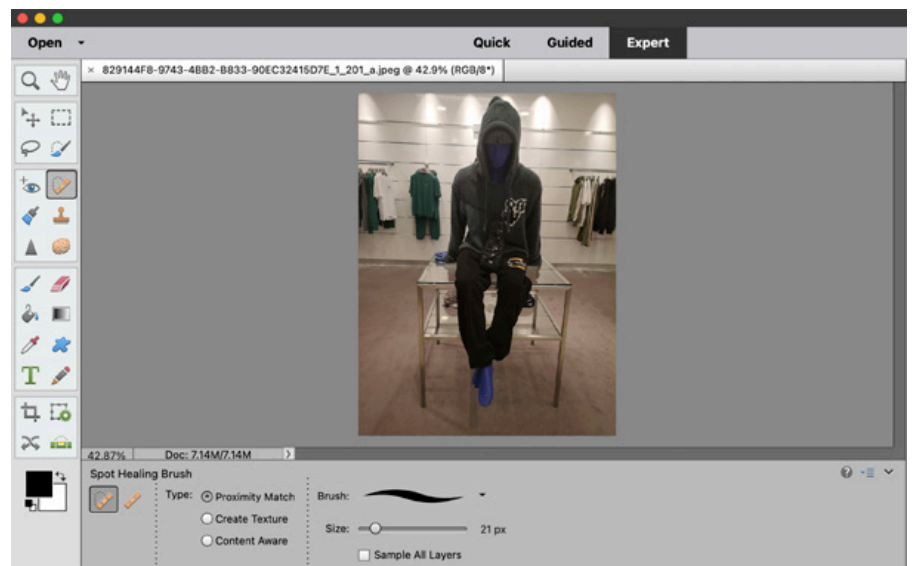 Open
Quick Guided Expert
× 829144F8-9743-4BB2-B833-90EC32415D7E_1_201_a.jpeg @ 42.9% (RGB/8*)
42.87% Doc: 7.14M/7.14M
Spot Healing Brush
Type: Proximity Match
Create Texture
Content Aware
Brush:
Size: 21 px
Sample All Layers